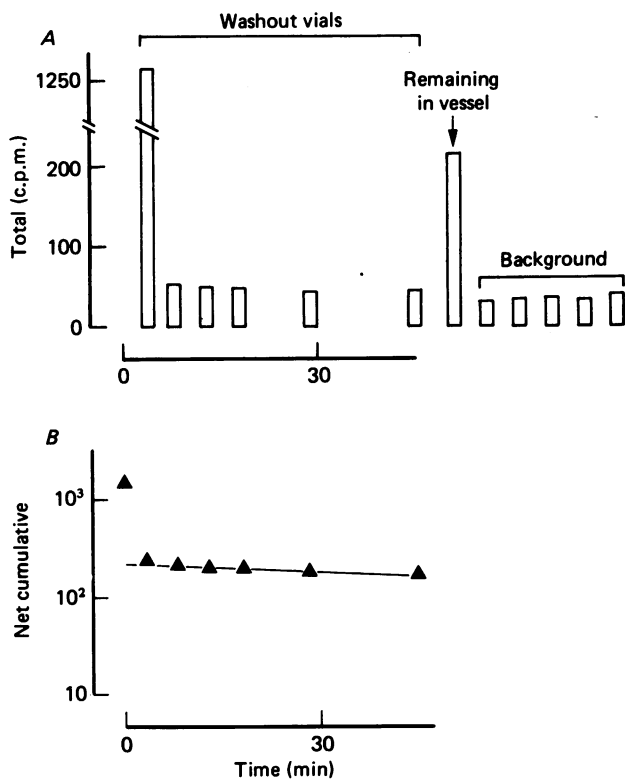 Washout vials
A
1250
Remaining
in vessel
200
Total (c.p.m.)
100
Background
0
0
30
B
10³
Net cumulative
10²
10
0
30
Time (min)